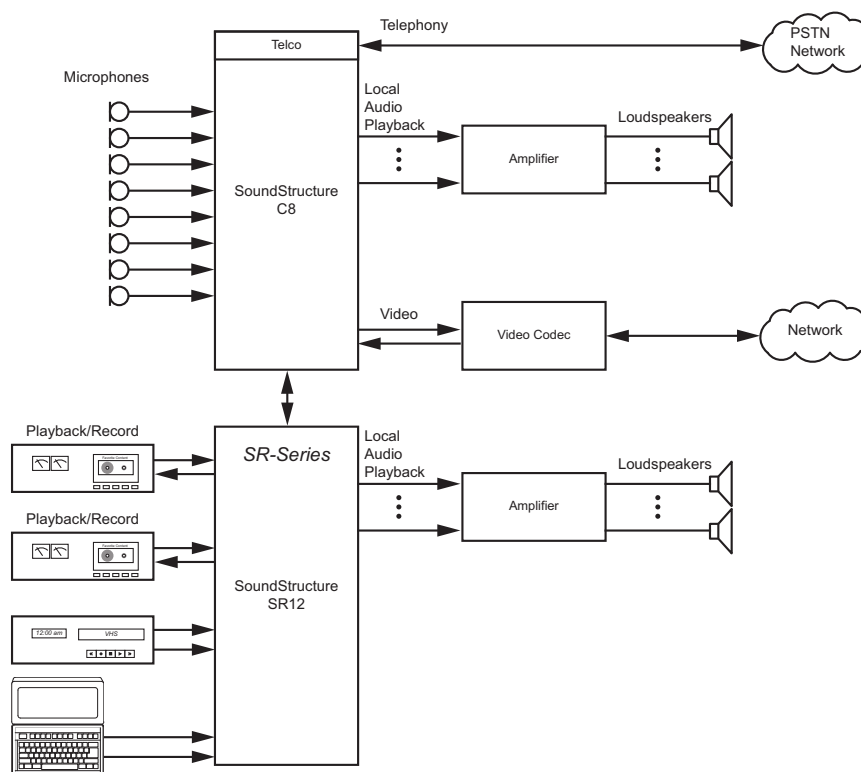 Telephony
PSTN
Network
Telco
Microphones
Local
Audio
Playback
Loudspeakers
Amplifier
SoundStructure
C8
Video
Video Codec
Network
Playback/Record
SR-Series
Local
Audio
Playback
Loudspeakers
Amplifier
Playback/Record
SoundStructure
SR12
12:00 am
VHS